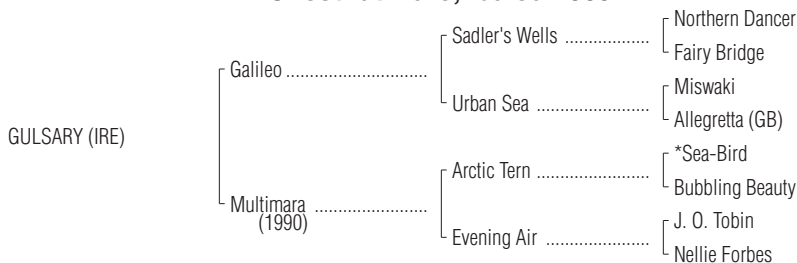 Northern Dancer
Sadler's Wells ....................
Fairy Bridge
Galileo ..................................
Miswaki
Urban Sea .........................
Allegretta (GB)
GULSARY (IRE)
*Sea-Bird
Arctic Tern ..........................
Bubbling Beauty
Multimara ...........................
(1990)
J. O. Tobin
Evening Air ........................
Nellie Forbes